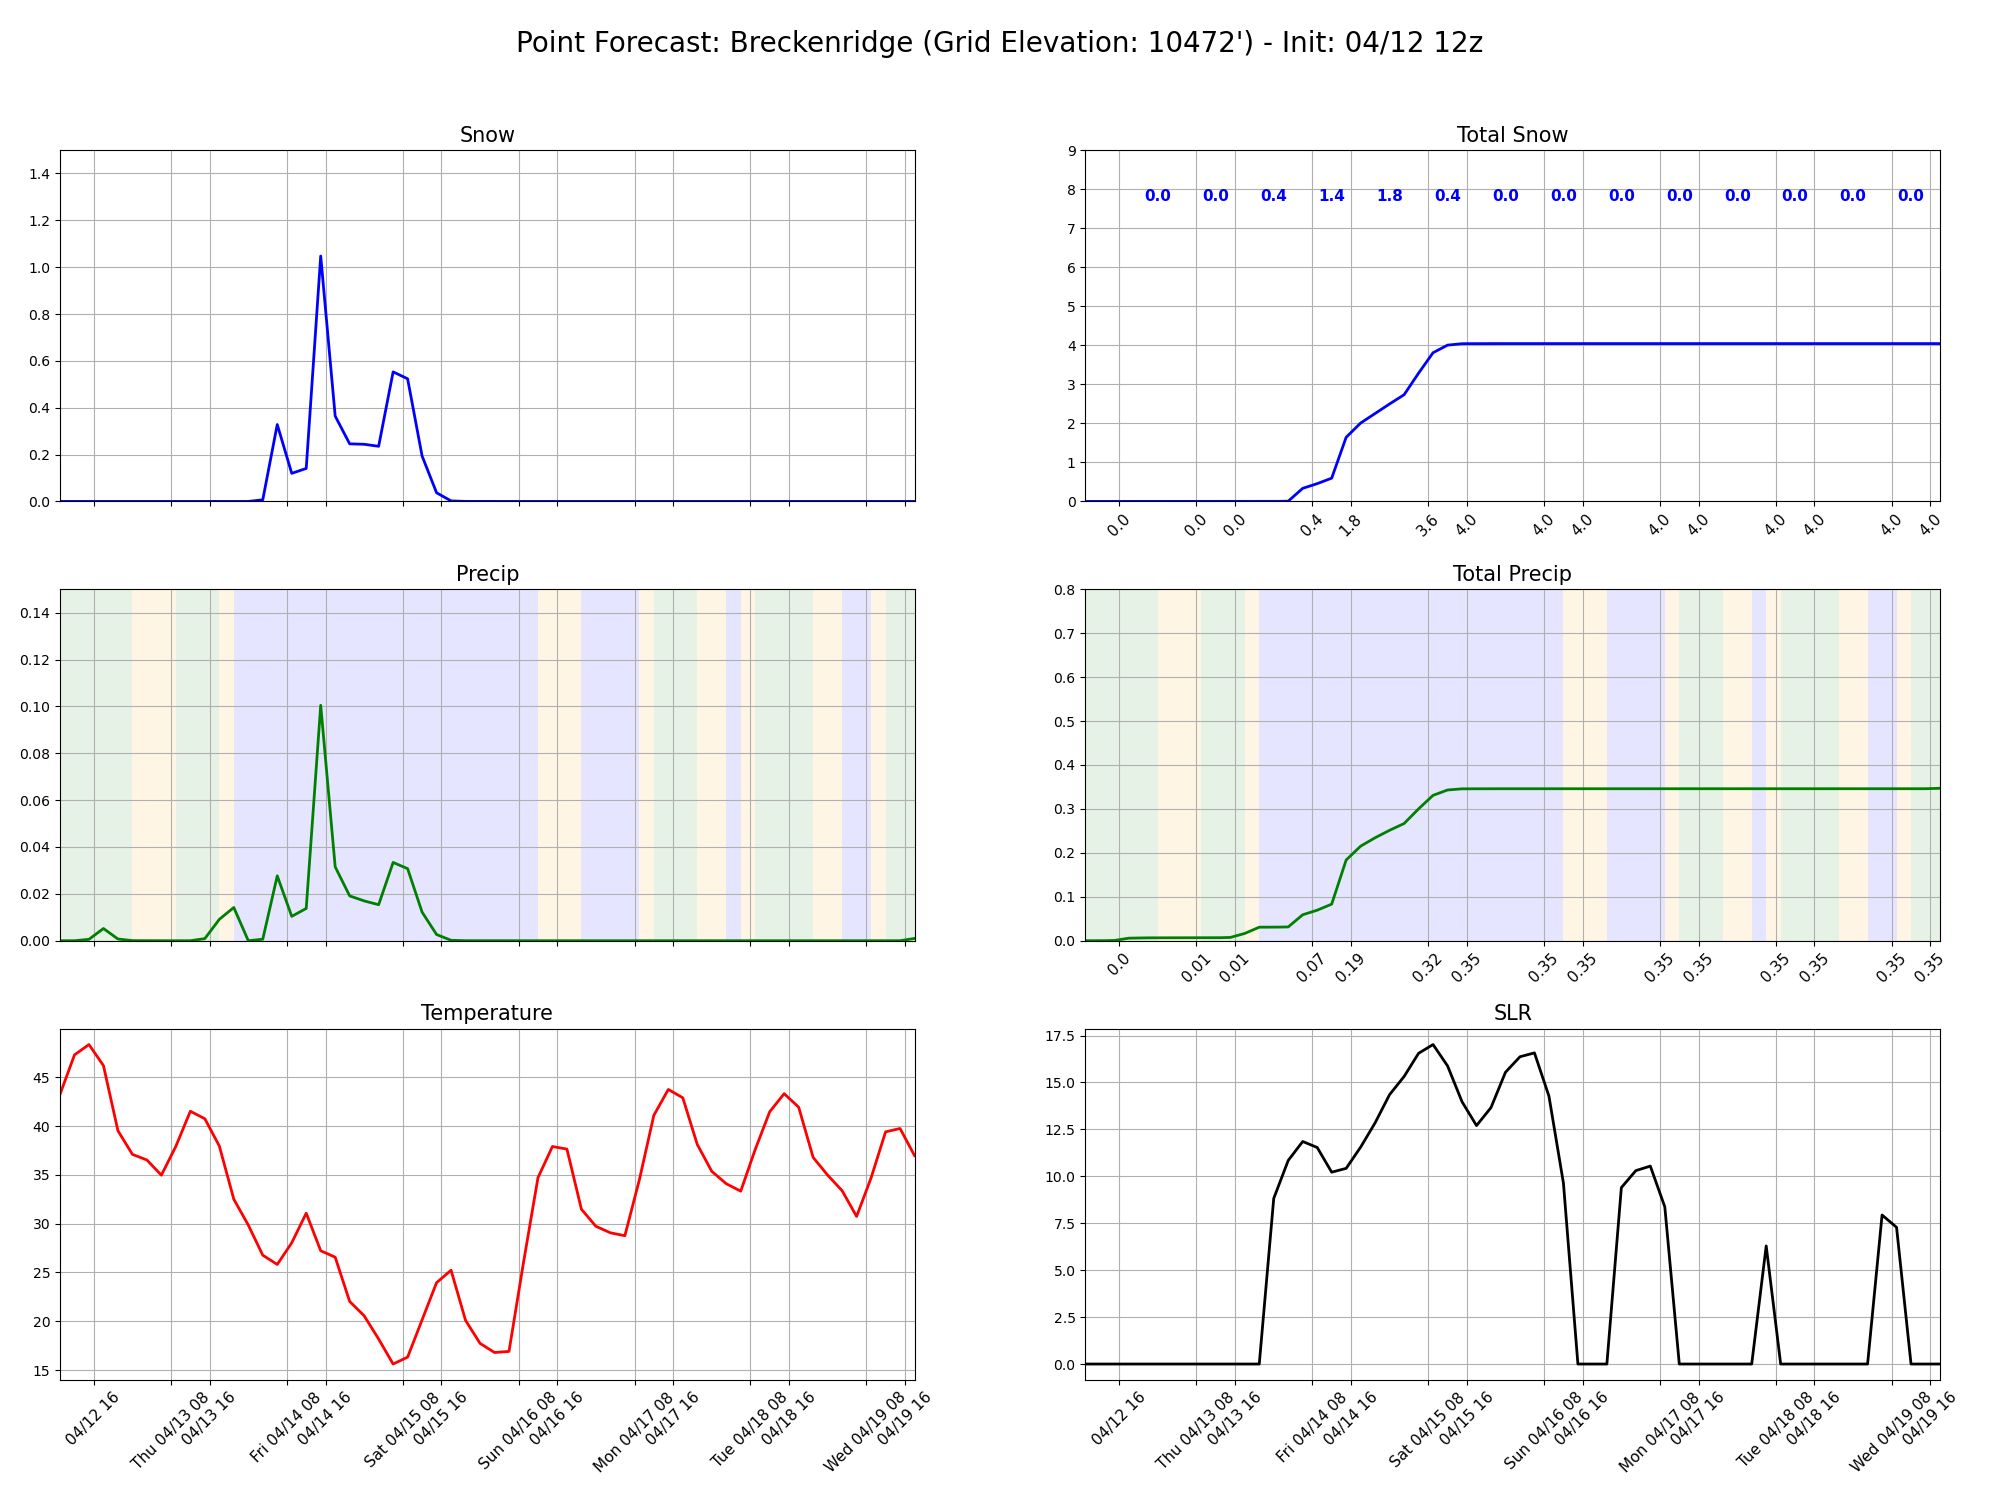 Point Forecast: Breckenridge (Grid Elevation: 10472') - Init: 04/12 12z
Snow
1.4
1.2
1.0
0.8
0.6
0.4
0.2
0.0
Total Snow
9
8
7
6
5
4
3
2
1
0
0.0 0.0 0.4 1.4 1.8 0.4 0.0 0.0 0.0 0.0 0.0 0.0 0.0 0.0
0.0 0.0 0.0 0.4 1.8 3.6 4.0 4.0 4.0 4.0 4.0 4.0 4.0 4.0 4.0
Precip
0.14
0.12
0.10
0.08
0.06
0.04
0.02
0.00
Total Precip
0.8
0.7
0.6
0.5
0.4
0.3
0.2
0.1
0.0
0.0 0.01 0.01 0.07 0.19 0.32 0.35 0.35 0.35 0.35 0.35 0.35 0.35 0.35 0.35
Temperature
45
40
35
30
25
20
15
04/12 16
Thu 04/13 08
04/13 16
Fri 04/14 08
04/14 16
Sat 04/15 08
04/15 16
Sun 04/16 08
04/16 16
Mon 04/17 08
04/17 16
Tue 04/18 08
04/18 16
Wed 04/19 08
04/19 16
SLR
17.5
15.0
12.5
10.0
7.5
5.0
2.5
0.0
04/12 16
Thu 04/13 08
04/13 16
Fri 04/14 08
04/14 16
Sat 04/15 08
04/15 16
Sun 04/16 08
04/16 16
Mon 04/17 08
04/17 16
Tue 04/18 08
04/18 16
Wed 04/19 08
04/19 16